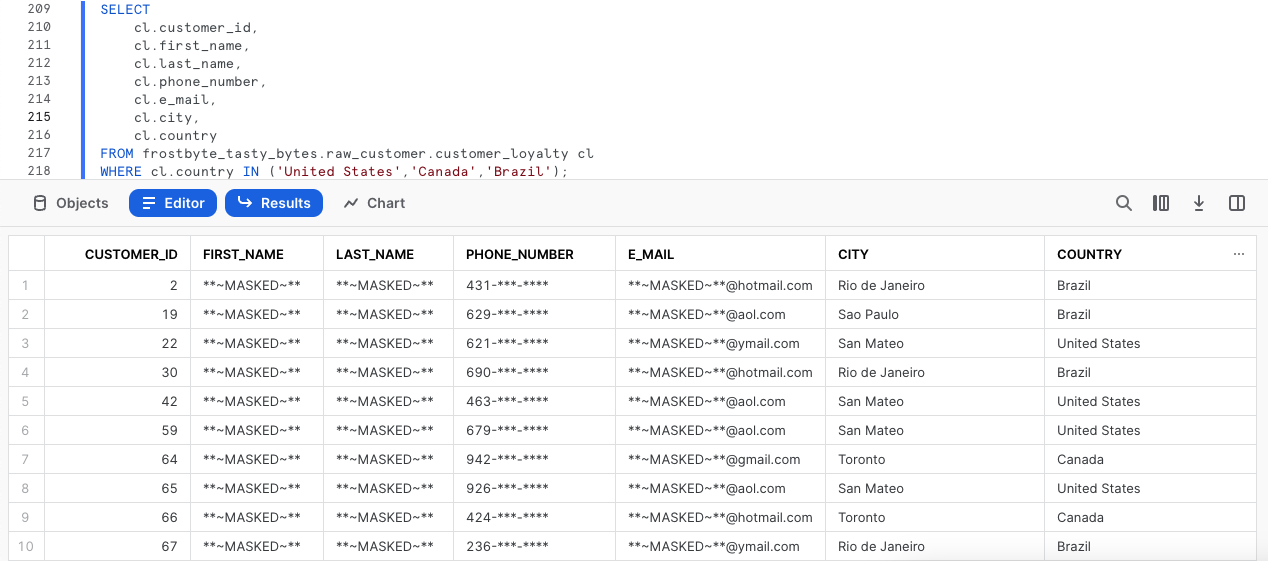 209 SELECT
210 cl.customer_id,
211 cl.first_name,
212 cl.last_name,
213 cl.phone_number,
214 cl.e_mail,
215 cl.city,
216 cl.country
217 FROM frostbyte_tasty_bytes.raw_customer.customer_loyalty cl
218 WHERE cl.country IN ('United States','Canada','Brazil');
Objects Editor Results Chart
CUSTOMER_ID FIRST_NAME LAST_NAME PHONE_NUMBER E_MAIL CITY COUNTRY ...
1 2 **~MASKED~** **~MASKED~** 431-***-**** **~MASKED~**@hotmail.com Rio de Janeiro Brazil
2 19 **~MASKED~** **~MASKED~** 629-***-**** **~MASKED~**@aol.com Sao Paulo Brazil
3 22 **~MASKED~** **~MASKED~** 621-***-**** **~MASKED~**@ymail.com San Mateo United States
4 30 **~MASKED~** **~MASKED~** 690-***-**** **~MASKED~**@hotmail.com Rio de Janeiro Brazil
5 42 **~MASKED~** **~MASKED~** 463-***-**** **~MASKED~**@aol.com San Mateo United States
6 59 **~MASKED~** **~MASKED~** 679-***-**** **~MASKED~**@aol.com San Mateo United States
7 64 **~MASKED~** **~MASKED~** 942-***-**** **~MASKED~**@gmail.com Toronto Canada
8 65 **~MASKED~** **~MASKED~** 926-***-**** **~MASKED~**@aol.com San Mateo United States
9 66 **~MASKED~** **~MASKED~** 424-***-**** **~MASKED~**@hotmail.com Toronto Canada
10 67 **~MASKED~** **~MASKED~** 236-***-**** **~MASKED~**@ymail.com Rio de Janeiro Brazil